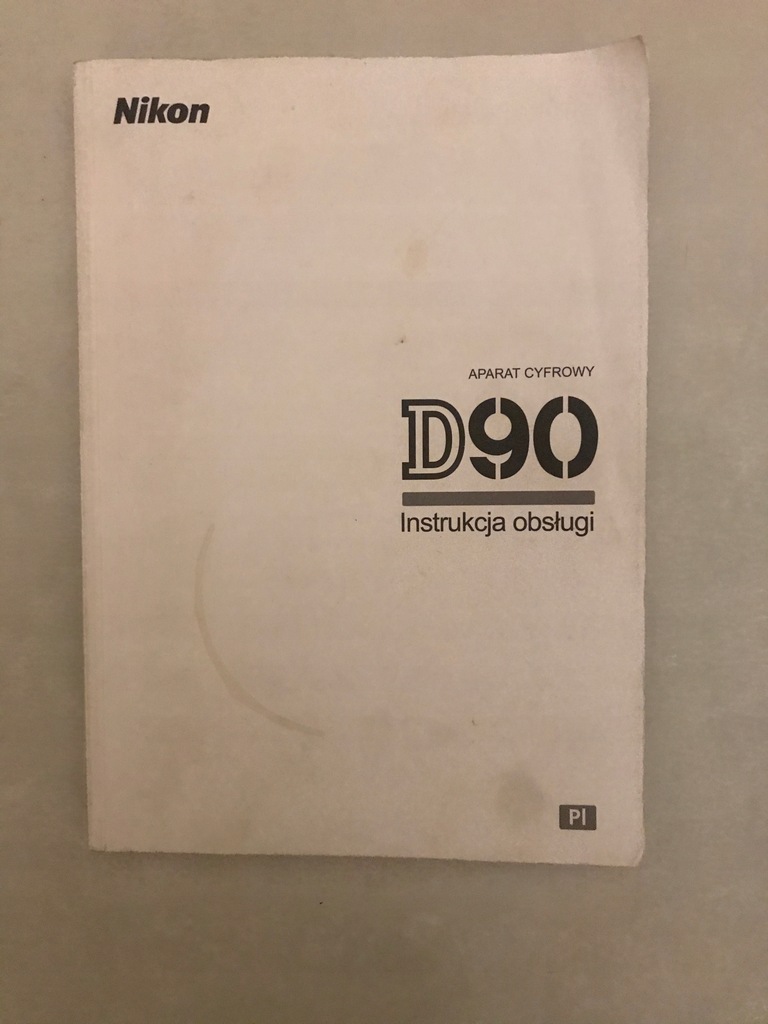 Nikon
APARAT CYFROWY
D90
Instrukcja obsługi
Pl